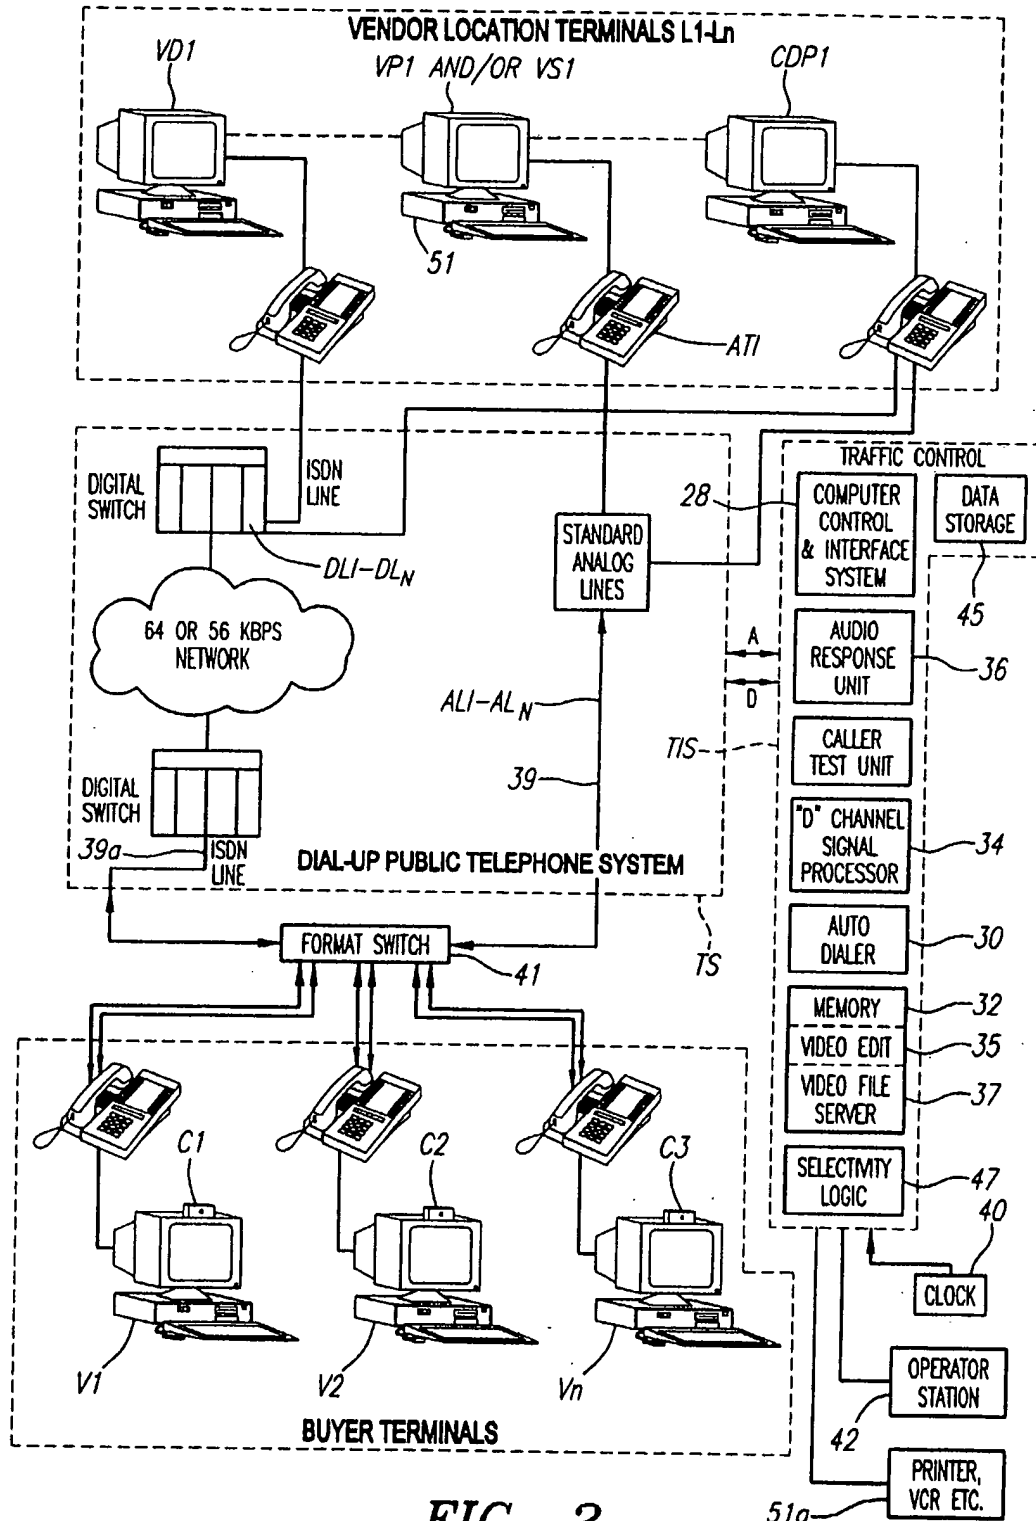 VENDOR LOCATION TERMINALS L1-Ln
VD1
VP1 AND/OR VS1
CDP1
51
ATI
DIGITAL
SWITCH
ISDN
LINE
DLI-DLN
64 OR 56 KBPS
NETWORK
STANDARD
ANALOG
LINES
ALI-ALN
39
DIGITAL
SWITCH
39a
ISDN
LINE
DIAL-UP PUBLIC TELEPHONE SYSTEM
TS
A
D
TIS
TRAFFIC CONTROL
28
COMPUTER
CONTROL
& INTERFACE
SYSTEM
DATA
STORAGE
45
AUDIO
RESPONSE
UNIT
36
CALLER
TEST UNIT
"D" CHANNEL
SIGNAL
PROCESSOR
34
AUTO
DIALER
30
MEMORY
32
VIDEO EDIT
35
VIDEO FILE
SERVER
37
SELECTIVITY
LOGIC
47
40
CLOCK
OPERATOR
STATION
42
PRINTER,
VCR ETC.
51a
FORMAT SWITCH
41
C1
C2
C3
V1
V2
Vn
BUYER TERMINALS